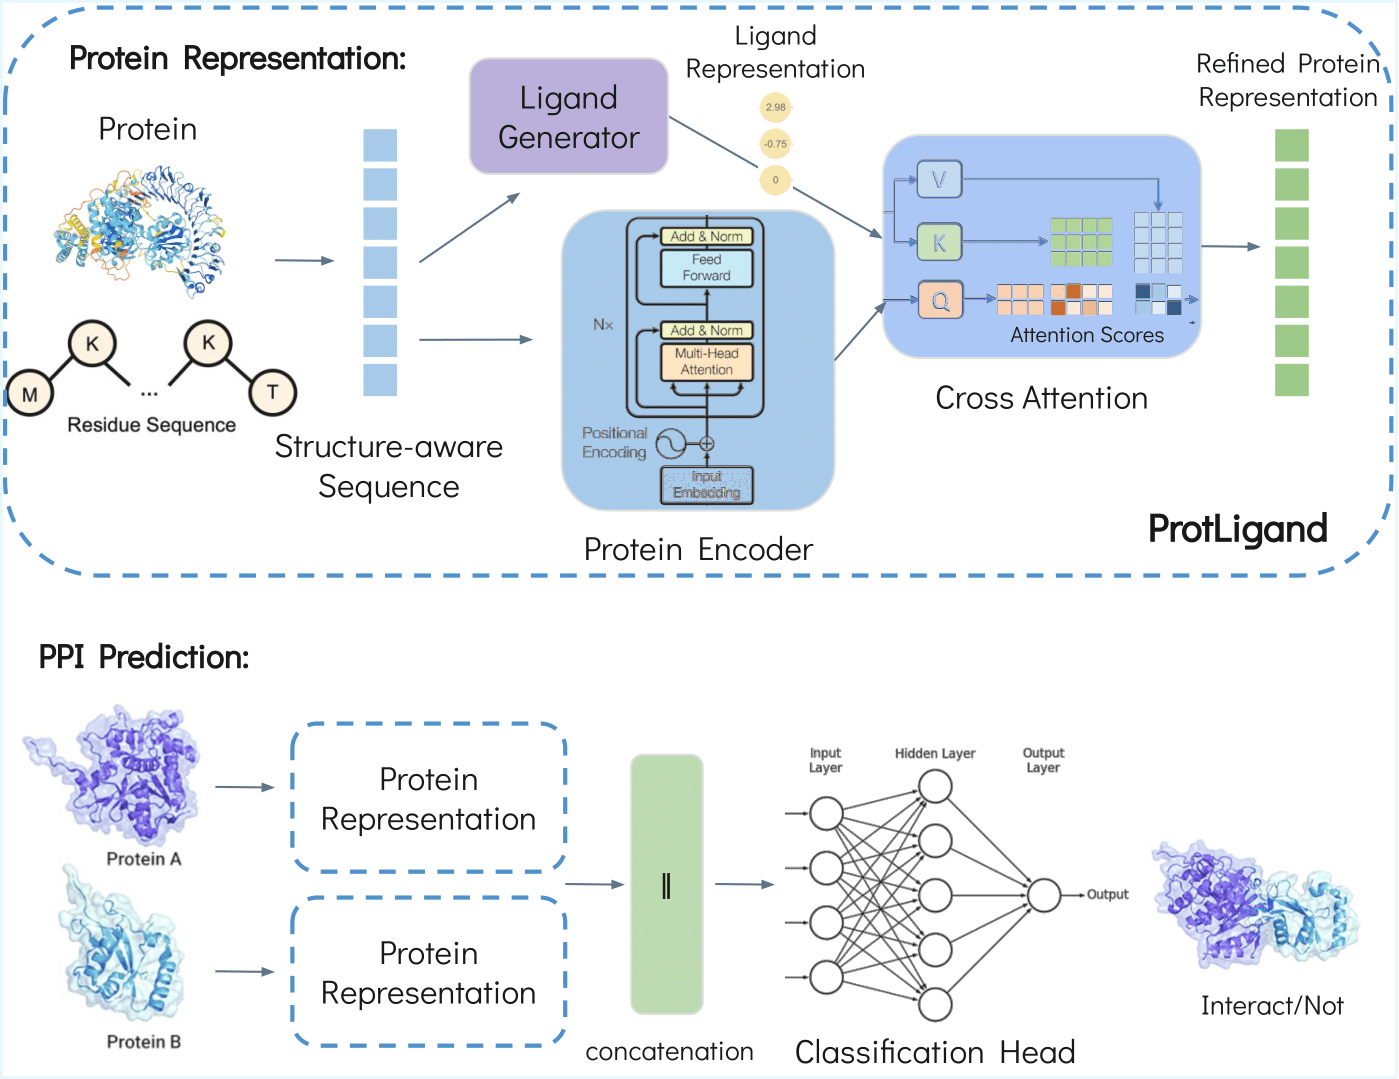 Protein Representation:
Protein
M
K
...
K
T
Residue Sequence
Structure-aware
Sequence
Ligand
Generator
Ligand
Representation
2.98
-0.75
0
Add & Norm
Feed
Forward
N×
Add & Norm
Multi-Head
Attention
Positional
Encoding
Input
Embedding
Protein Encoder
V
K
Q
Attention Scores
Cross Attention
Refined Protein
Representation
ProtLigand
PPI Prediction:
Protein A
Protein B
Protein
Representation
Protein
Representation
||
concatenation
Input
Layer
Hidden Layer
Output
Layer
Output
Classification Head
Interact/Not